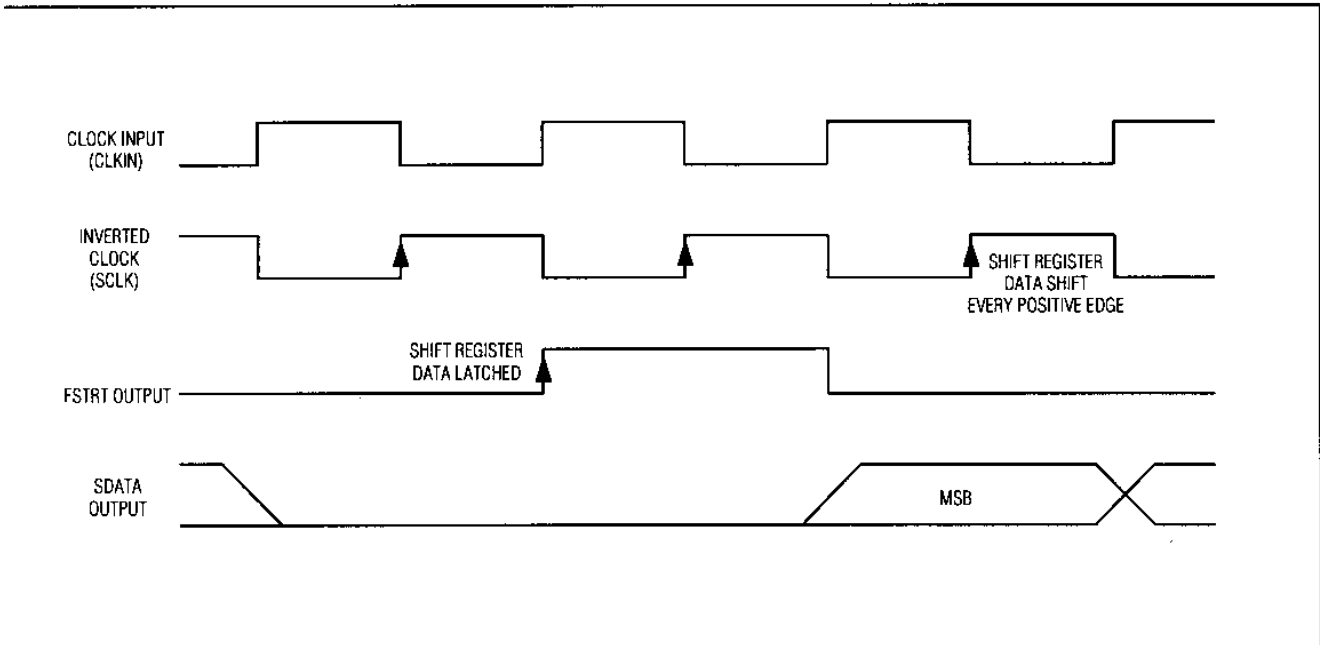 CLOCK INPUT
(CLKIN)
INVERTED
CLOCK
(SCLK)
SHIFT REGISTER
DATA SHIFT
EVERY POSITIVE EDGE
SHIFT REGISTER
DATA LATCHED
FSTRT OUTPUT
SDATA
OUTPUT
MSB